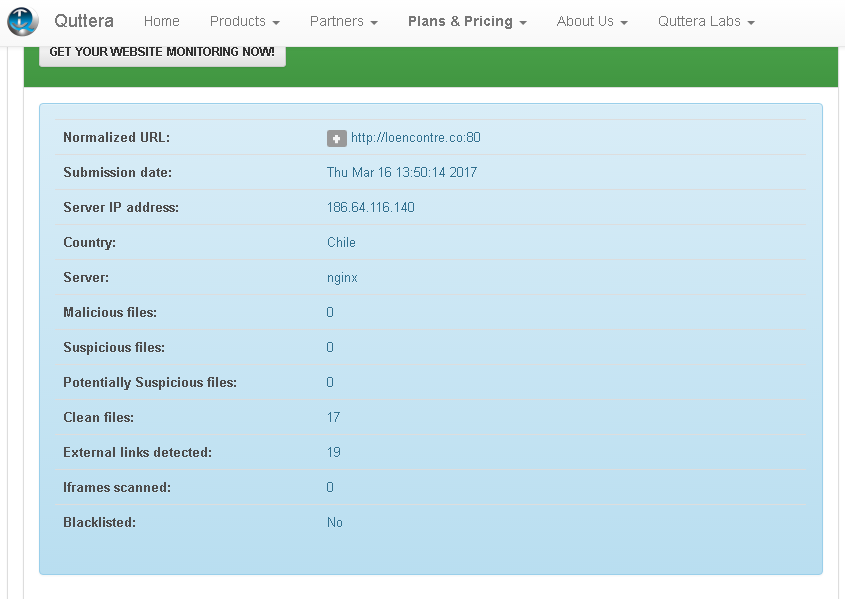 Quttera Home Products Partners Plans & Pricing About Us Quttera Labs
GET YOUR WEBSITE MONITORING NOW!
Normalized URL: http://loencontre.co:80
Submission date: Thu Mar 16 13:50:14 2017
Server IP address: 186.64.116.140
Country: Chile
Server: nginx
Malicious files: 0
Suspicious files: 0
Potentially Suspicious files: 0
Clean files: 17
External links detected: 19
Iframes scanned: 0
Blacklisted: No